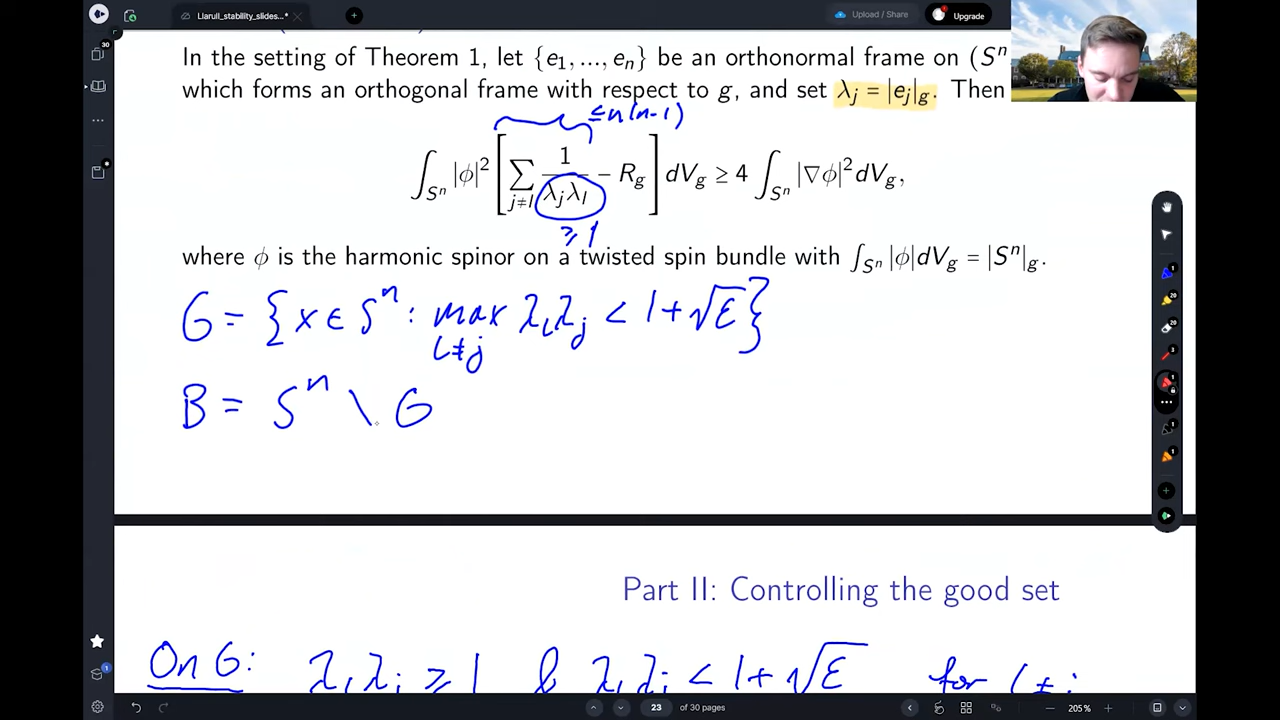 Llarull_stability_slides...*
Upload / Share
Upgrade
In the setting of Theorem 1, let {e₁, ..., eₙ} be an orthonormal frame on (Sⁿ
which forms an orthogonal frame with respect to g, and set λⱼ = |eⱼ|_g. Then
≤ n(n-1)
∫_{Sⁿ} |ϕ|² [ ∑_{j≠l} 1/(λⱼλₗ) − R_g ] dV_g ≥ 4 ∫_{Sⁿ} |∇ϕ|² dV_g,
≥ 1
where ϕ is the harmonic spinor on a twisted spin bundle with ∫_{Sⁿ} |ϕ|dV_g = |Sⁿ|_g.
G = { x ∈ Sⁿ : max_{l≠j} λₗλⱼ < 1 + √ε }
B = Sⁿ \ G
Part II: Controlling the good set
On G: λₗλⱼ ≥ 1 & λₗλⱼ < 1 + √ε for l ≠ j
23 of 30 pages
205%